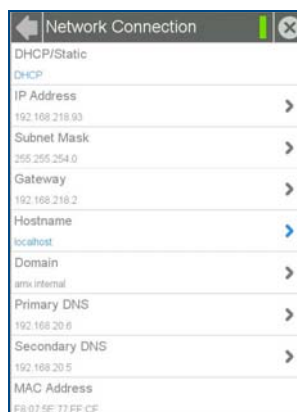 Network Connection
DHCP/Static
DHCP
IP Address
192.168.218.93
Subnet Mask
255.255.254.0
Gateway
192.168.218.2
Hostname
localhost
Domain
amx.internal
Primary DNS
192.168.20.6
Secondary DNS
192.168.20.5
MAC Address